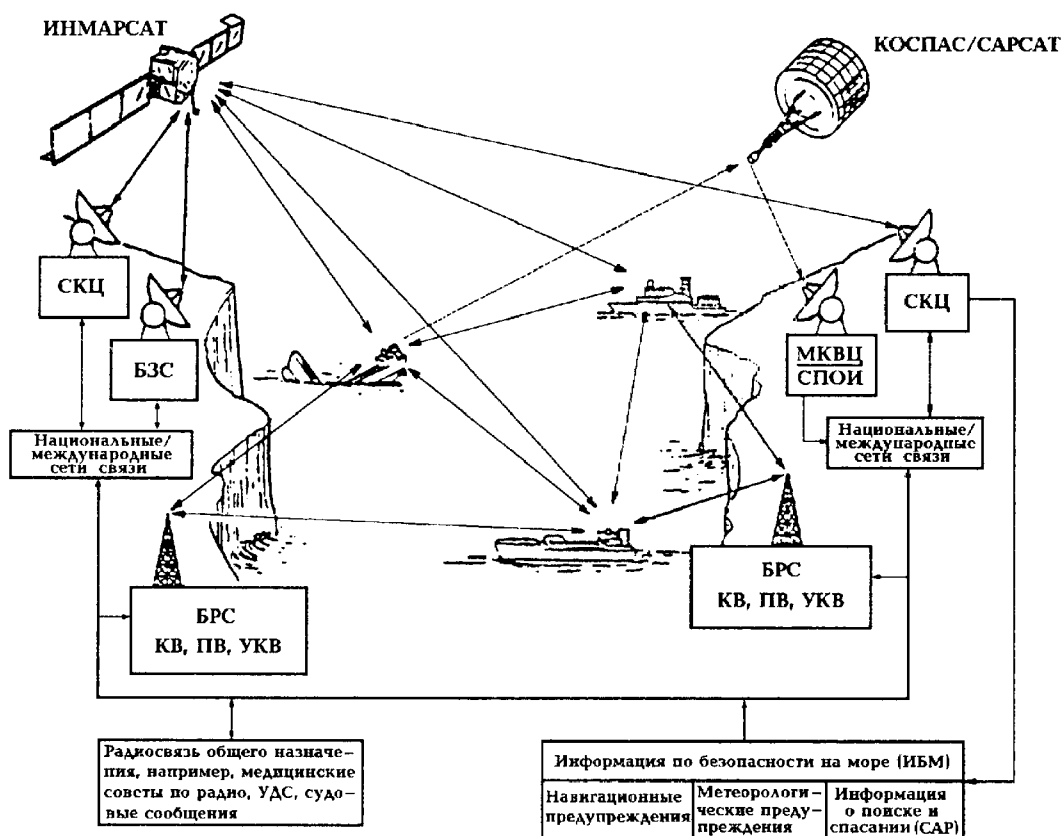 ИНМАРСАТ
КОСПАС/САРСАТ
СКЦ
БЗС
Национальные/
международные
сети связи
СКЦ
МКВЦ
СПОИ
Национальные/
международные
сети связи
БРС
КВ, ПВ, УКВ
БРС
КВ, ПВ, УКВ
Радиосвязь общего назначе-
ния, например, медицинские
советы по радио, УДС, судо-
вые сообщения
Информация по безопасности на море (ИБМ)
Навигационные
предупреждения
Метеорологи-
ческие преду-
преждения
Информация
о поиске и
спасании (САР)